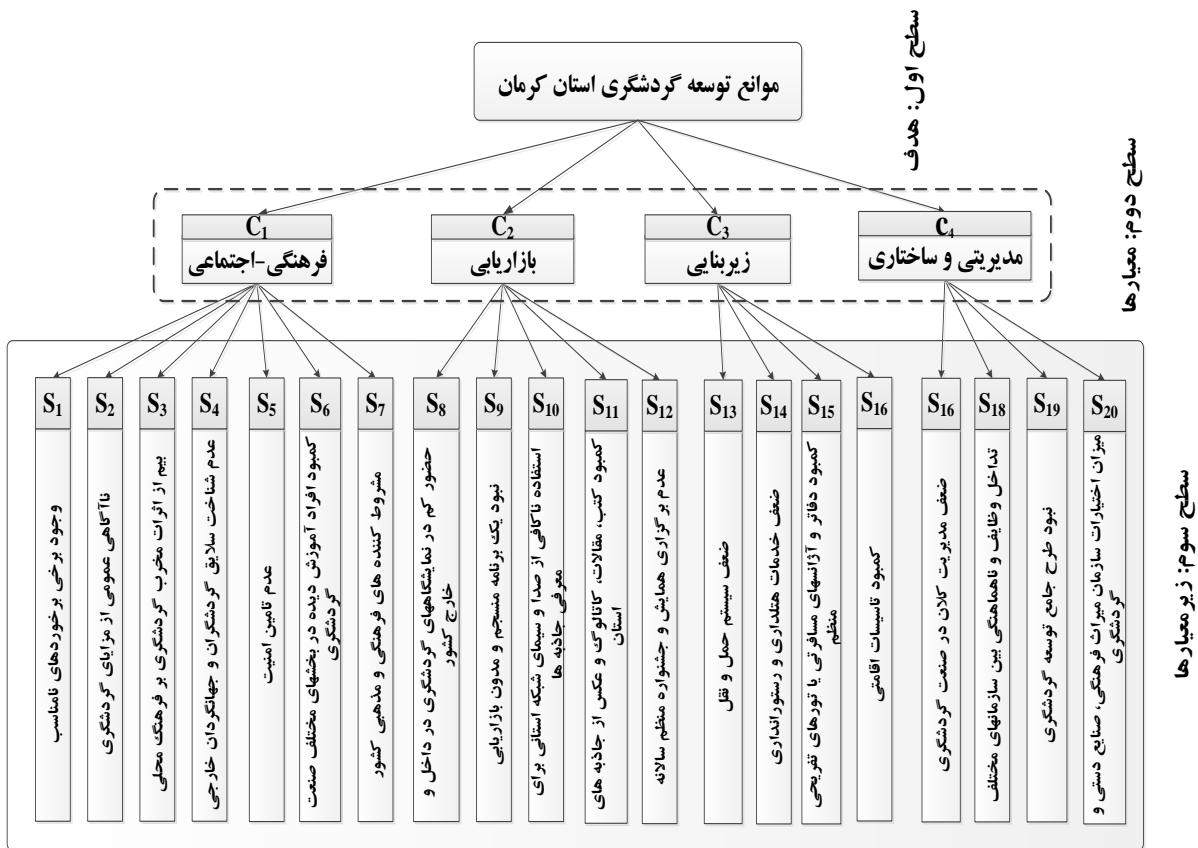 سطح اول: هدف
موانع توسعه گردشگری استان کرمان
سطح دوم: معیارها
C1
فرهنگی-اجتماعی
C2
بازاریابی
C3
زیربنایی
C4
مدیریتی و ساختاری
سطح سوم: زیرمعیارها
S1
وجود برخی برخوردهای نامناسب
S2
ناآگاهی عمومی از مزایای گردشگری
S3
بیم از اثرات مخرب گردشگری بر فرهنگ محلی
S4
عدم شناخت سلایق گردشگران و جهانگردان خارجی
S5
عدم تامین امنیت
S6
کمبود افراد آموزش دیده در بخشهای مختلف صنعت
گردشگری
S7
مشروط کننده های فرهنگی و مذهبی کشور
S8
حضور کم در نمایشگاههای گردشگری در داخل و
خارج کشور
S9
نبود یک برنامه منسجم و مدون بازاریابی
S10
استفاده ناکافی از صدا و سیمای شبکه استانی برای
معرفی جاذبه ها
S11
کمبود کتب، مقالات، کاتالوگ و عکس از جاذبه های
استان
S12
عدم برگزاری همایش و جشنواره منظم سالانه
S13
ضعف سیستم حمل و نقل
S14
ضعف خدمات هتلداری و رستورانداری
S15
کمبود دفاتر و آژانسهای مسافرتی یا تورهای تفریحی
منظم
S16
کمبود تاسیسات اقامتی
S16
ضعف مدیریت کلان در صنعت گردشگری
S18
تداخل وظایف و ناهماهنگی بین سازمانهای مختلف
S19
نبود طرح جامع توسعه گردشگری
S20
میزان اختیارات سازمان میراث فرهنگی، صنایع دستی و
گردشگری